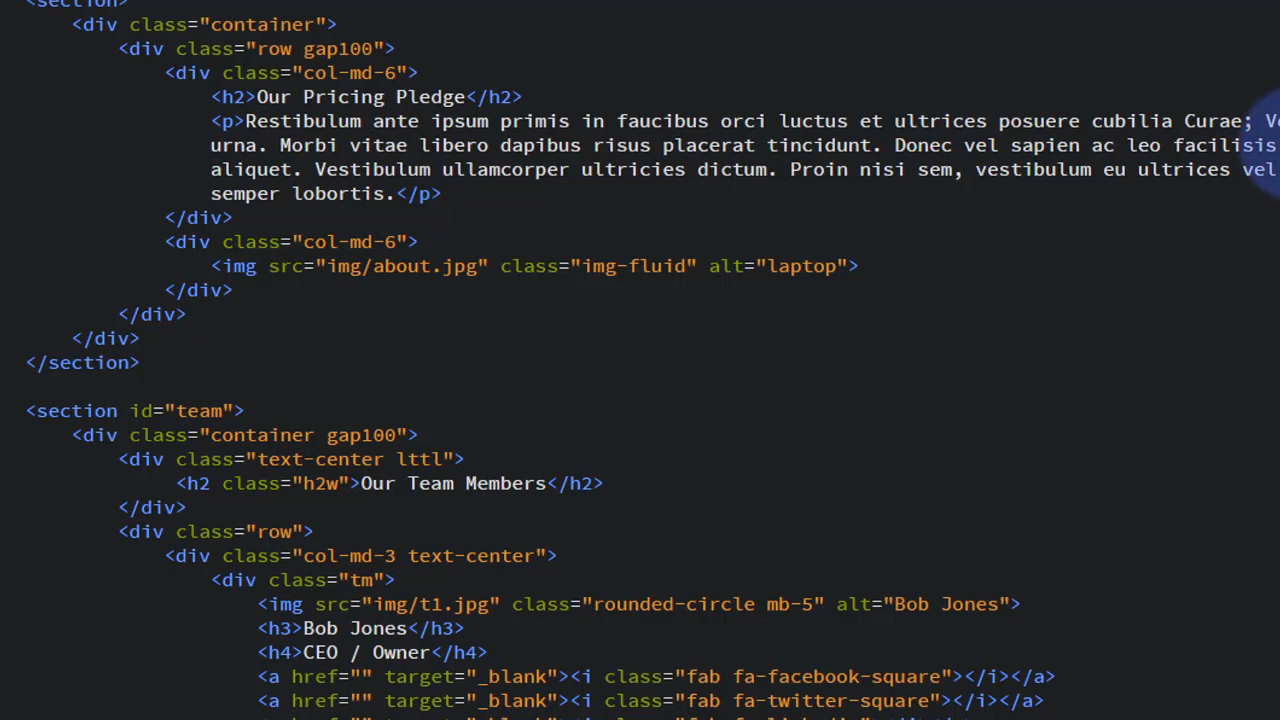 <section>
<div class="container">
<div class="row gap100">
<div class="col-md-6">
<h2>Our Pricing Pledge</h2>
<p>Restibulum ante ipsum primis in faucibus orci luctus et ultrices posuere cubilia Curae;
urna. Morbi vitae libero dapibus risus placerat tincidunt. Donec vel sapien ac leo facilisis
aliquet. Vestibulum ullamcorper ultricies dictum. Proin nisi sem, vestibulum eu ultrices vel
semper lobortis.</p>
</div>
<div class="col-md-6">
<img src="img/about.jpg" class="img-fluid" alt="laptop">
</div>
</div>
</div>
</section>
<section id="team">
<div class="container gap100">
<div class="text-center lttl">
<h2 class="h2w">Our Team Members</h2>
</div>
<div class="row">
<div class="col-md-3 text-center">
<div class="tm">
<img src="img/t1.jpg" class="rounded-circle mb-5" alt="Bob Jones">
<h3>Bob Jones</h3>
<h4>CEO / Owner</h4>
<a href="" target="_blank"><i class="fab fa-facebook-square"></i></a>
<a href="" target="_blank"><i class="fab fa-twitter-square"></i></a>